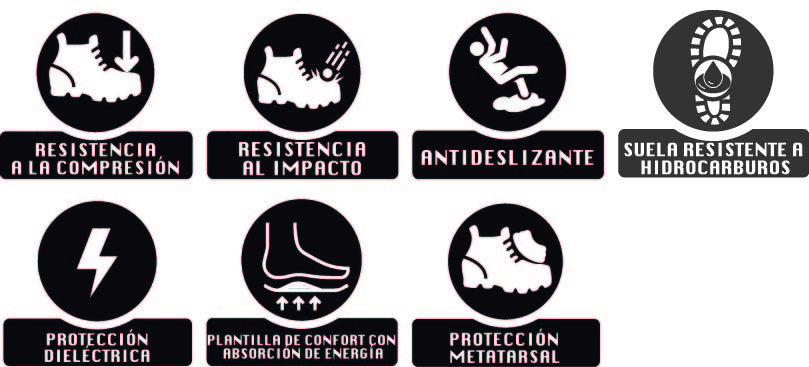 RESISTENCIA
A LA COMPRESIÓN
RESISTENCIA
AL IMPACTO
ANTIDESLIZANTE
SUELA RESISTENTE A
HIDROCARBUROS
PROTECCIÓN
DIELÉCTRICA
PLANTILLA DE CONFORT CON
ABSORCIÓN DE ENERGÍA
PROTECCIÓN
METATARSAL